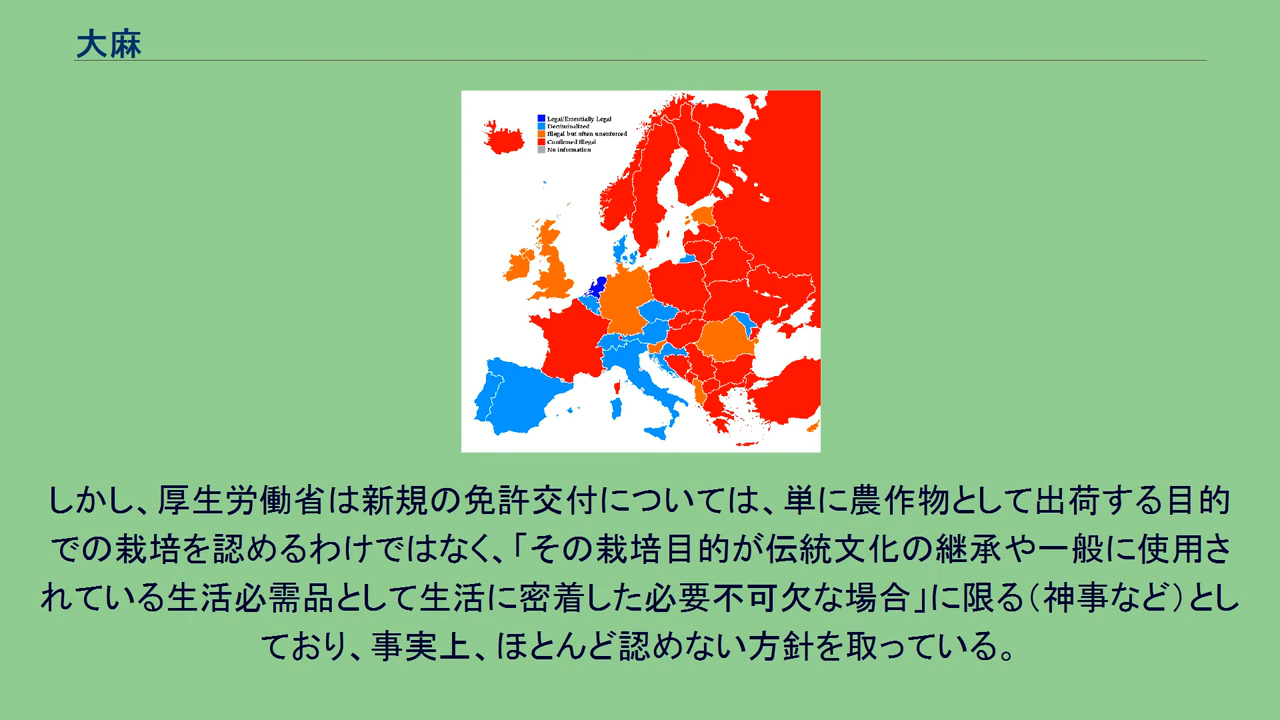 大麻
Legal/Essentially Legal
Decriminalized
Illegal but often unenforced
Confirmed Illegal
No information
しかし、厚生労働省は新規の免許交付については、単に農作物として出荷する目的
での栽培を認めるわけではなく、「その栽培目的が伝統文化の継承や一般に使用さ
れている生活必需品として生活に密着した必要不可欠な場合」に限る（神事など）とし
ており、事実上、ほとんど認めない方針を取っている。